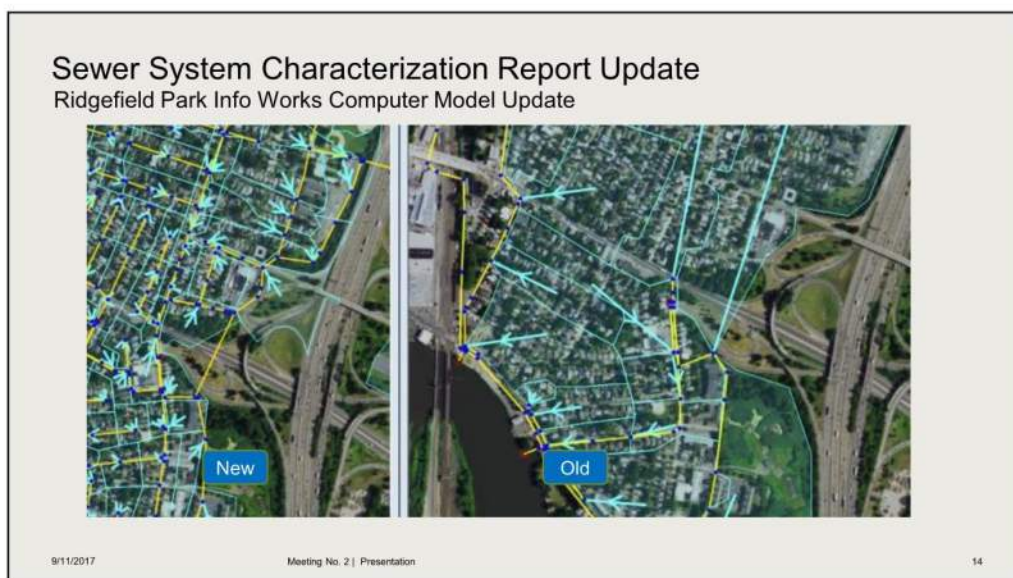 Sewer System Characterization Report Update
Ridgefield Park Info Works Computer Model Update
New
Old
9/11/2017
Meeting No. 2 | Presentation
14